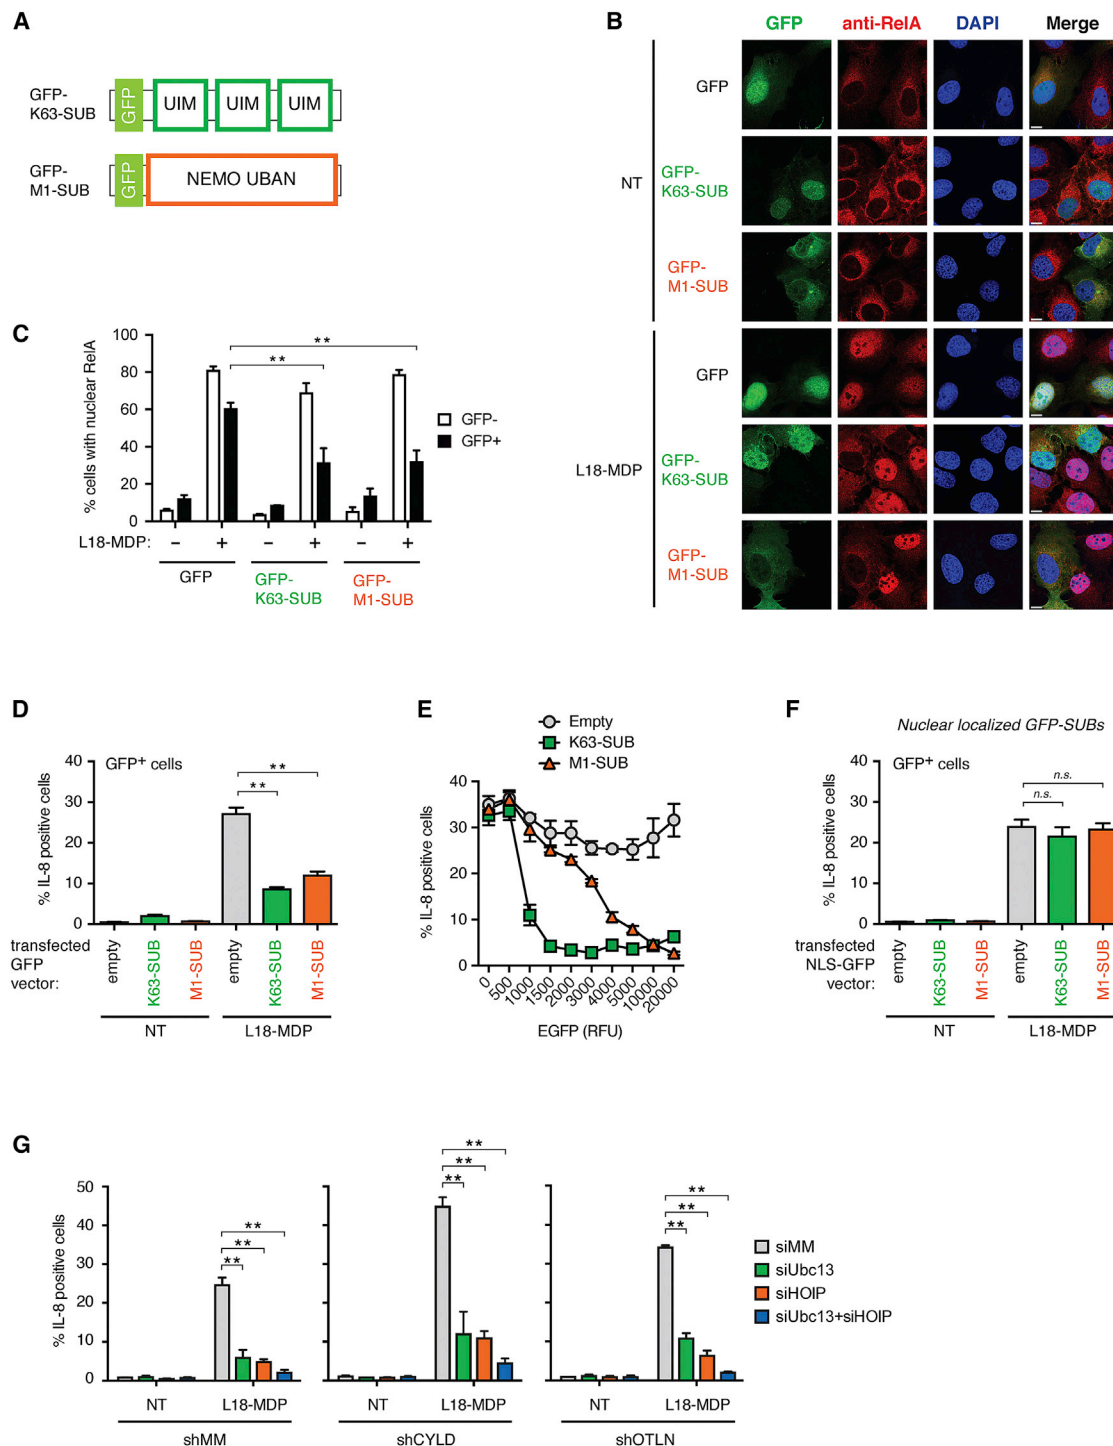 A
GFP-
K63-SUB
GFP
UIM
UIM
UIM
GFP-
M1-SUB
GFP
NEMO UBAN
B
GFP
anti-RelA
DAPI
Merge
NT
GFP
GFP-
K63-SUB
GFP-
M1-SUB
L18-MDP
GFP
GFP-
K63-SUB
GFP-
M1-SUB
C
% cells with nuclear RelA
100
80
60
40
20
0
**
**
GFP-
GFP+
L18-MDP:
– + – + – +
GFP
GFP-
K63-SUB
GFP-
M1-SUB
D
GFP+ cells
% IL-8 positive cells
40
30
20
10
0
**
**
transfected
GFP
vector:
empty
K63-SUB
M1-SUB
empty
K63-SUB
M1-SUB
NT
L18-MDP
E
Empty
K63-SUB
M1-SUB
% IL-8 positive cells
40
30
20
10
0
0
500
1000
1500
2000
3000
4000
5000
10000
20000
EGFP (RFU)
F
Nuclear localized GFP-SUBs
GFP+ cells
% IL-8 positive cells
40
30
20
10
0
n.s.
n.s.
transfected
NLS-GFP
vector:
empty
K63-SUB
M1-SUB
empty
K63-SUB
M1-SUB
NT
L18-MDP
G
% IL-8 positive cells
50
40
30
20
10
0
**
**
**
**
**
**
**
**
**
siMM
siUbc13
siHOIP
siUbc13+siHOIP
NT
L18-MDP
NT
L18-MDP
NT
L18-MDP
shMM
shCYLD
shOTLN